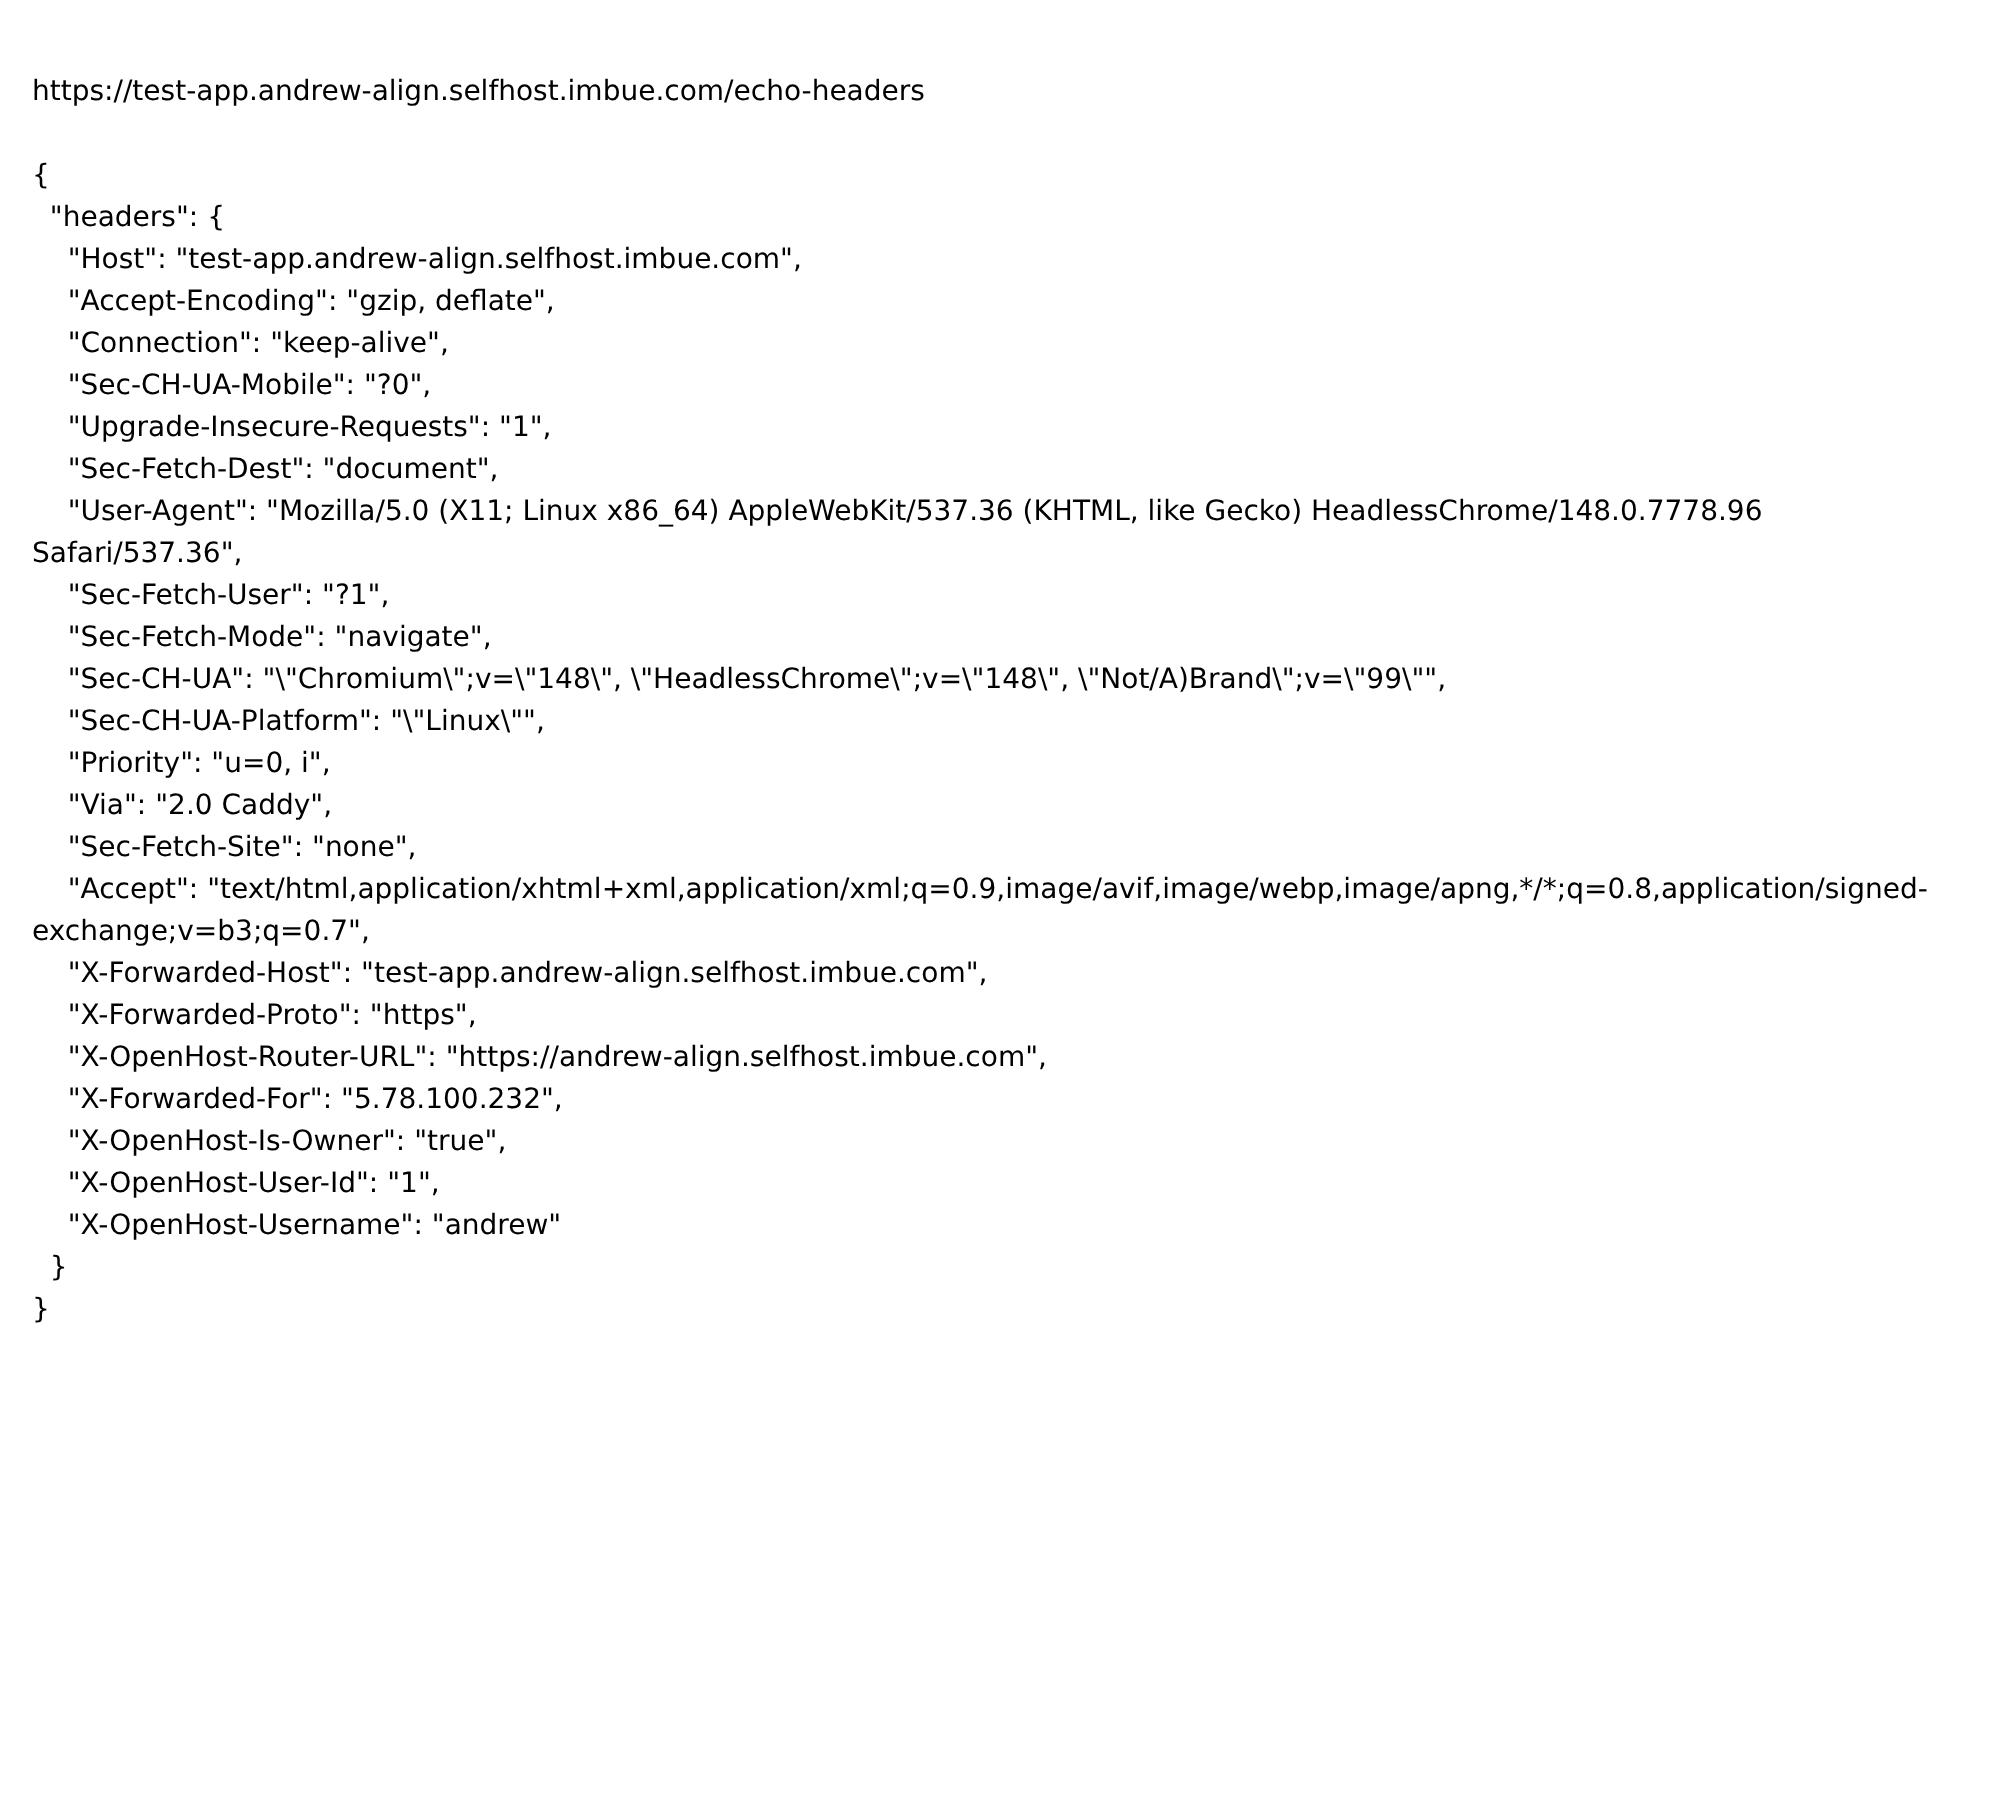 https://test-app.andrew-align.selfhost.imbue.com/echo-headers

{
  "headers": {
    "Host": "test-app.andrew-align.selfhost.imbue.com",
    "Accept-Encoding": "gzip, deflate",
    "Connection": "keep-alive",
    "Sec-CH-UA-Mobile": "?0",
    "Upgrade-Insecure-Requests": "1",
    "Sec-Fetch-Dest": "document",
    "User-Agent": "Mozilla/5.0 (X11; Linux x86_64) AppleWebKit/537.36 (KHTML, like Gecko) HeadlessChrome/148.0.7778.96
Safari/537.36",
    "Sec-Fetch-User": "?1",
    "Sec-Fetch-Mode": "navigate",
    "Sec-CH-UA": "\"Chromium\";v=\"148\", \"HeadlessChrome\";v=\"148\", \"Not/A)Brand\";v=\"99\"",
    "Sec-CH-UA-Platform": "\"Linux\"",
    "Priority": "u=0, i",
    "Via": "2.0 Caddy",
    "Sec-Fetch-Site": "none",
    "Accept": "text/html,application/xhtml+xml,application/xml;q=0.9,image/avif,image/webp,image/apng,*/*;q=0.8,application/signed-
exchange;v=b3;q=0.7",
    "X-Forwarded-Host": "test-app.andrew-align.selfhost.imbue.com",
    "X-Forwarded-Proto": "https",
    "X-OpenHost-Router-URL": "https://andrew-align.selfhost.imbue.com",
    "X-Forwarded-For": "5.78.100.232",
    "X-OpenHost-Is-Owner": "true",
    "X-OpenHost-User-Id": "1",
    "X-OpenHost-Username": "andrew"
  }
}